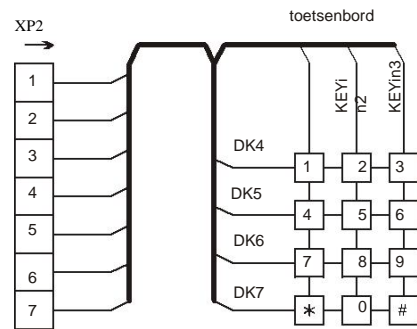 toetsenbord
XP2
KEYi
n2
KEYin3
1
2
3
4
5
6
7
DK4
1 2 3
DK5
4 5 6
DK6
7 8 9
DK7
* 0 #